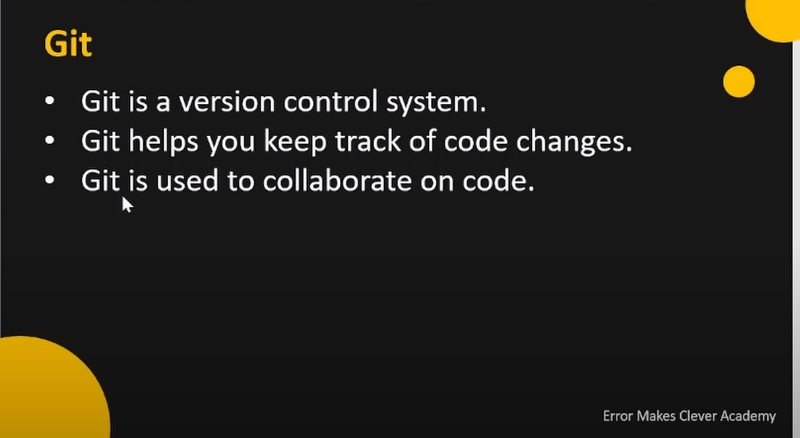 Git
• Git is a version control system.
• Git helps you keep track of code changes.
• Git is used to collaborate on code.
Error Makes Clever Academy